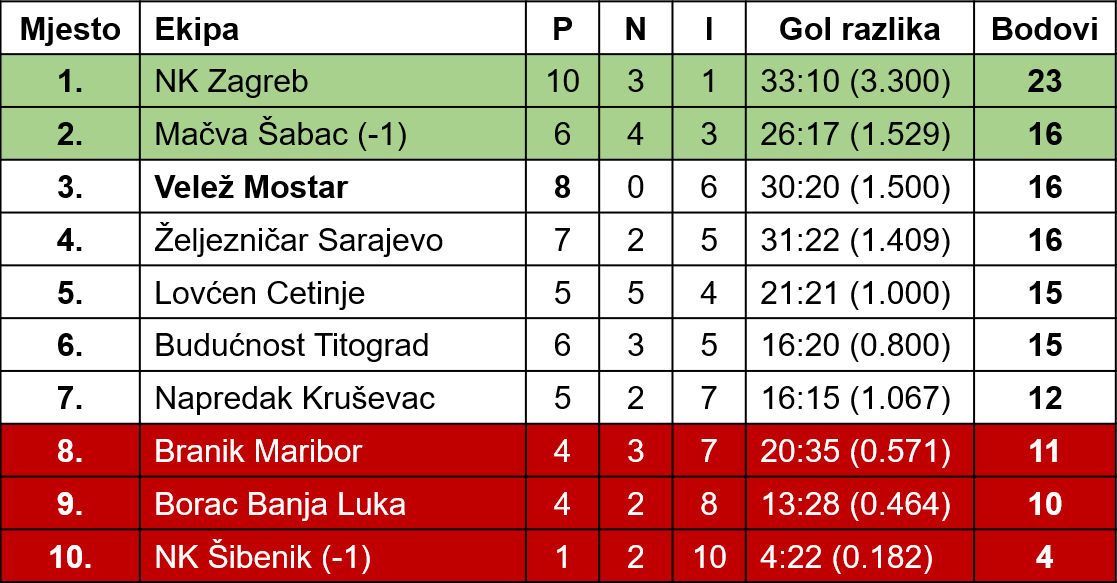 Mjesto Ekipa P N I Gol razlika Bodovi
1. NK Zagreb 10 3 1 33:10 (3.300) 23
2. Mačva Šabac (-1) 6 4 3 26:17 (1.529) 16
3. Velež Mostar 8 0 6 30:20 (1.500) 16
4. Željezničar Sarajevo 7 2 5 31:22 (1.409) 16
5. Lovćen Cetinje 5 5 4 21:21 (1.000) 15
6. Budućnost Titograd 6 3 5 16:20 (0.800) 15
7. Napredak Kruševac 5 2 7 16:15 (1.067) 12
8. Branik Maribor 4 3 7 20:35 (0.571) 11
9. Borac Banja Luka 4 2 8 13:28 (0.464) 10
10. NK Šibenik (-1) 1 2 10 4:22 (0.182) 4